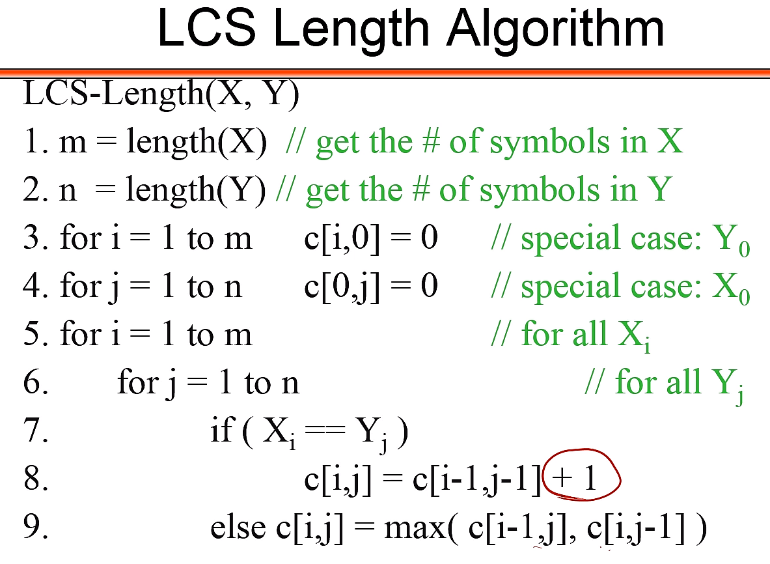 LCS Length Algorithm
LCS-Length(X, Y)
1. m = length(X) // get the # of symbols in X
2. n = length(Y) // get the # of symbols in Y
3. for i = 1 to m c[i,0] = 0 // special case: Y₀
4. for j = 1 to n c[0,j] = 0 // special case: X₀
5. for i = 1 to m // for all Xᵢ
6. for j = 1 to n // for all Yⱼ
7. if ( Xᵢ == Yⱼ )
8. c[i,j] = c[i-1,j-1] + 1
9. else c[i,j] = max( c[i-1,j], c[i,j-1] )